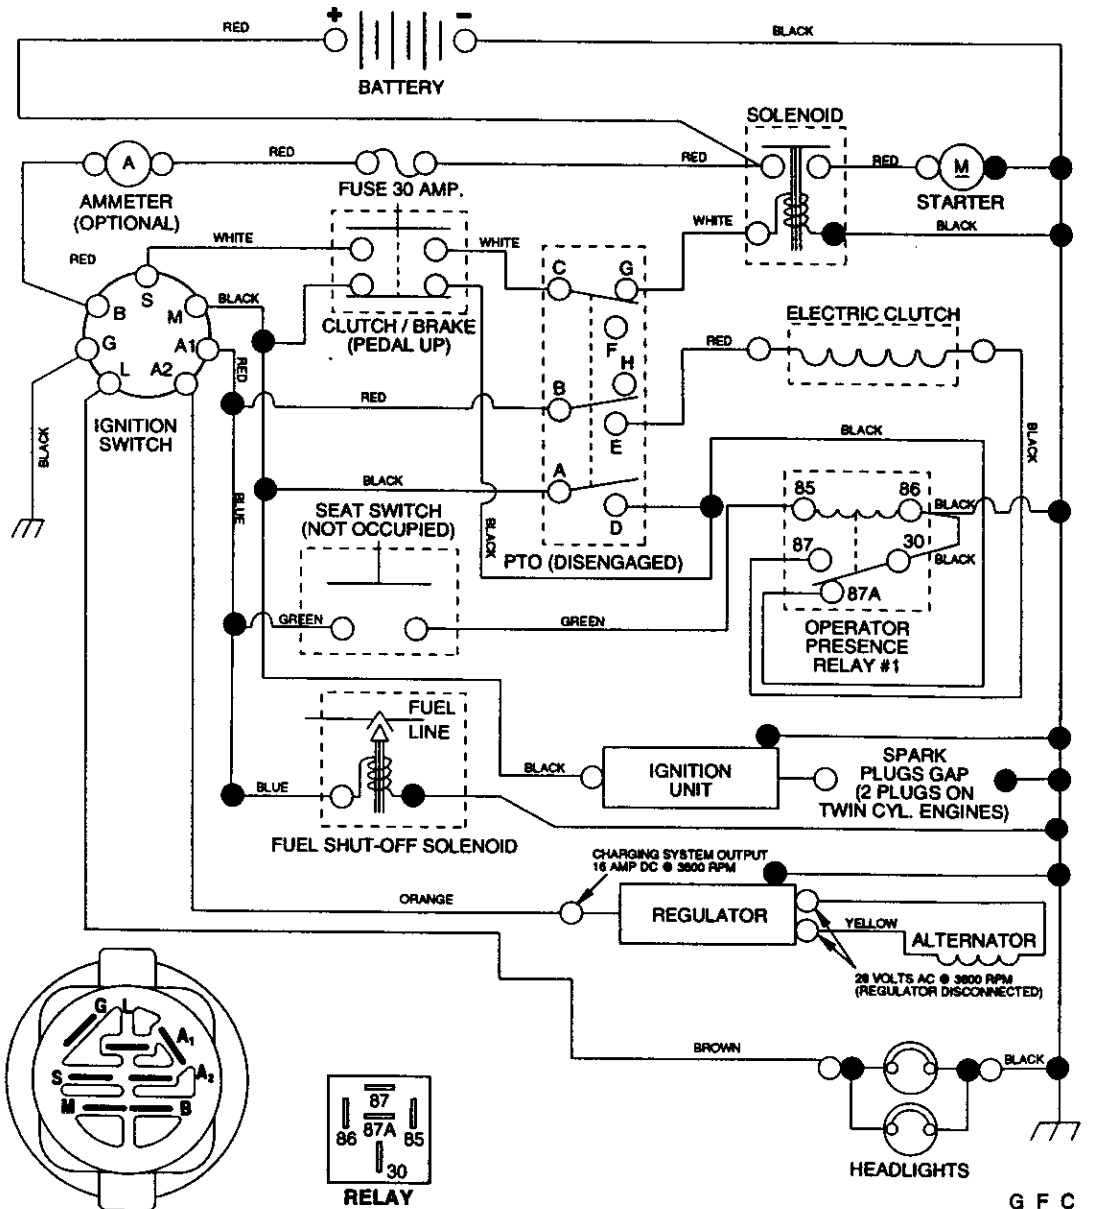 +
−
RED
BLACK
BATTERY
SOLENOID
A
RED
RED
RED
M
AMMETER
(OPTIONAL)
FUSE 30 AMP.
STARTER
WHITE
WHITE
WHITE
BLACK
RED
C
G
S
B
M
BLACK
G
A1
L
A2
CLUTCH / BRAKE
(PEDAL UP)
F
ELECTRIC CLUTCH
RED
H
RED
B
RED
IGNITION
SWITCH
BLACK
E
BLACK
BLACK
A
BLACK
BLUE
SEAT SWITCH
(NOT OCCUPIED)
BLACK
D
85
86
BLACK
PTO (DISENGAGED)
87
30
BLACK
87A
GREEN
GREEN
OPERATOR
PRESENCE
RELAY #1
FUEL
LINE
BLUE
BLACK
IGNITION
UNIT
SPARK
PLUGS GAP
(2 PLUGS ON
TWIN CYL. ENGINES)
FUEL SHUT-OFF SOLENOID
CHARGING SYSTEM OUTPUT
16 AMP DC @ 3600 RPM
ORANGE
REGULATOR
YELLOW
ALTERNATOR
28 VOLTS AC @ 3600 RPM
(REGULATOR DISCONNECTED)
G
L
A1
S
A2
M
B
BROWN
BLACK
87
87A
86
85
30
RELAY
HEADLIGHTS
G F C